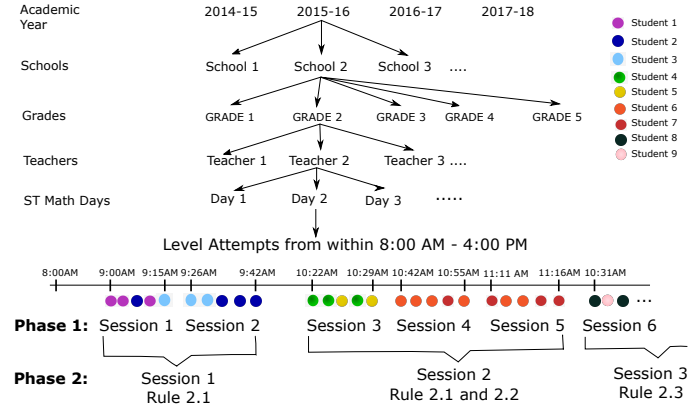 Academic Year 2014-15 2015-16 2016-17 2017-18
Student 1
Student 2
Student 3
Student 4
Student 5
Student 6
Student 7
Student 8
Student 9
Schools School 1 School 2 School 3 ....
Grades GRADE 1 GRADE 2 GRADE 3 GRADE 4 GRADE 5
Teachers Teacher 1 Teacher 2 Teacher 3 ....
ST Math Days Day 1 Day 2 Day 3 .....
Level Attempts from within 8:00 AM - 4:00 PM
8:00AM 9:00AM 9:15AM 9:26AM 9:42AM 10:22AM 10:29AM 10:42AM 10:55AM 11:11 AM 11:16AM 10:31AM
...
Phase 1: Session 1 Session 2 Session 3 Session 4 Session 5 Session 6
Phase 2: Session 1 Session 2 Session 3
Rule 2.1 Rule 2.1 and 2.2 Rule 2.3